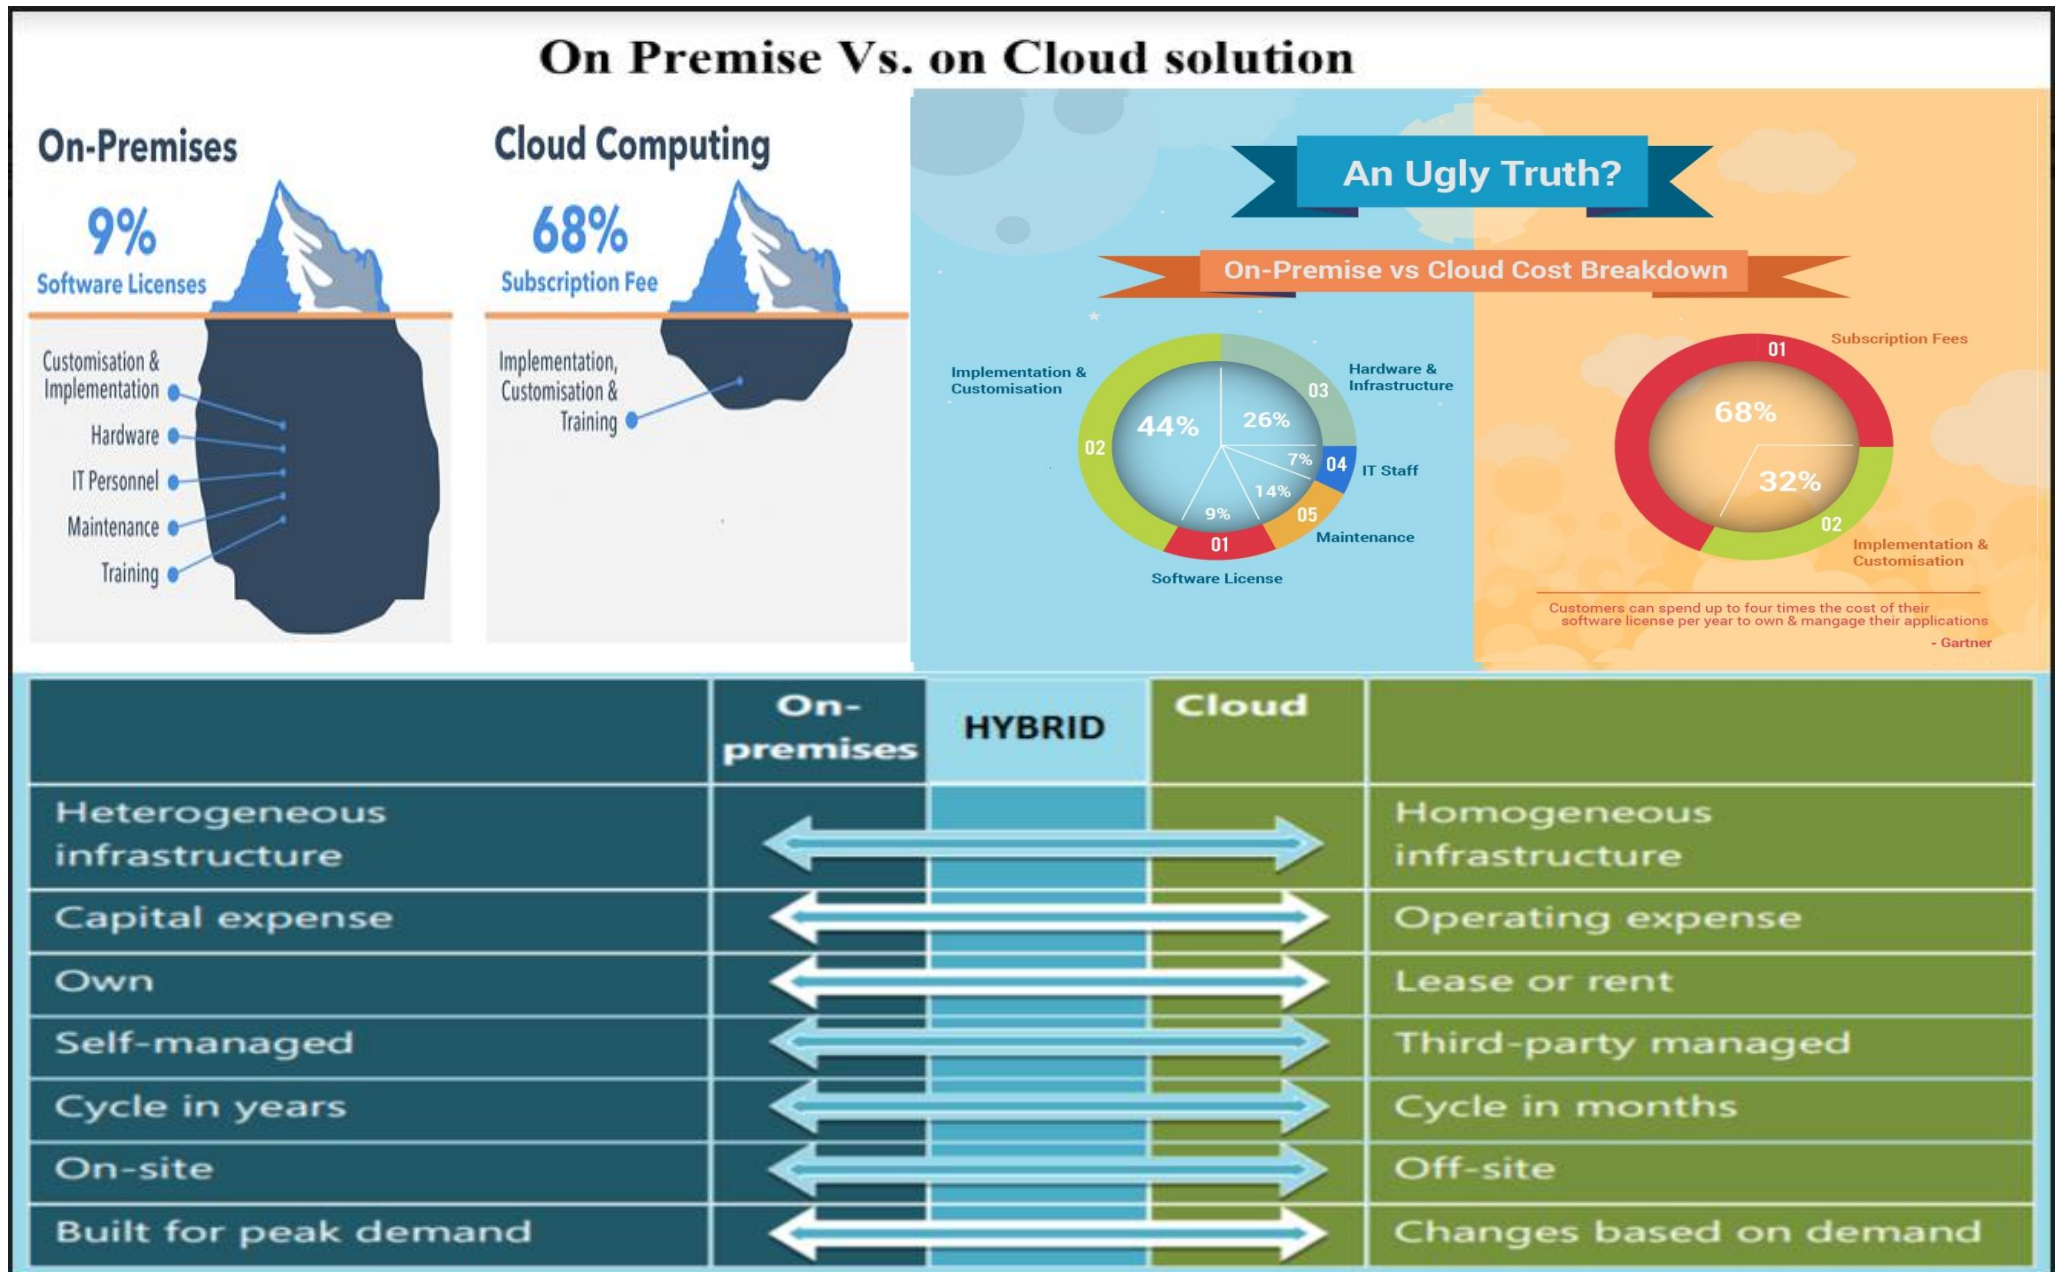 On Premise Vs. on Cloud solution
On-Premises
9%
Software Licenses
Customisation &
Implementation
Hardware
IT Personnel
Maintenance
Training
Cloud Computing
68%
Subscription Fee
Implementation,
Customisation &
Training
An Ugly Truth?
On-Premise vs Cloud Cost Breakdown
Implementation &
Customisation
Hardware &
Infrastructure
03
44%
26%
02
7%
04
IT Staff
14%
9%
05
01
Maintenance
Software License
01
Subscription Fees
68%
32%
02
Implementation &
Customisation
Customers can spend up to four times the cost of their
software license per year to own & mangage their applications
- Gartner
On-
premises
HYBRID
Cloud
Heterogeneous
infrastructure
Homogeneous
infrastructure
Capital expense
Operating expense
Own
Lease or rent
Self-managed
Third-party managed
Cycle in years
Cycle in months
On-site
Off-site
Built for peak demand
Changes based on demand